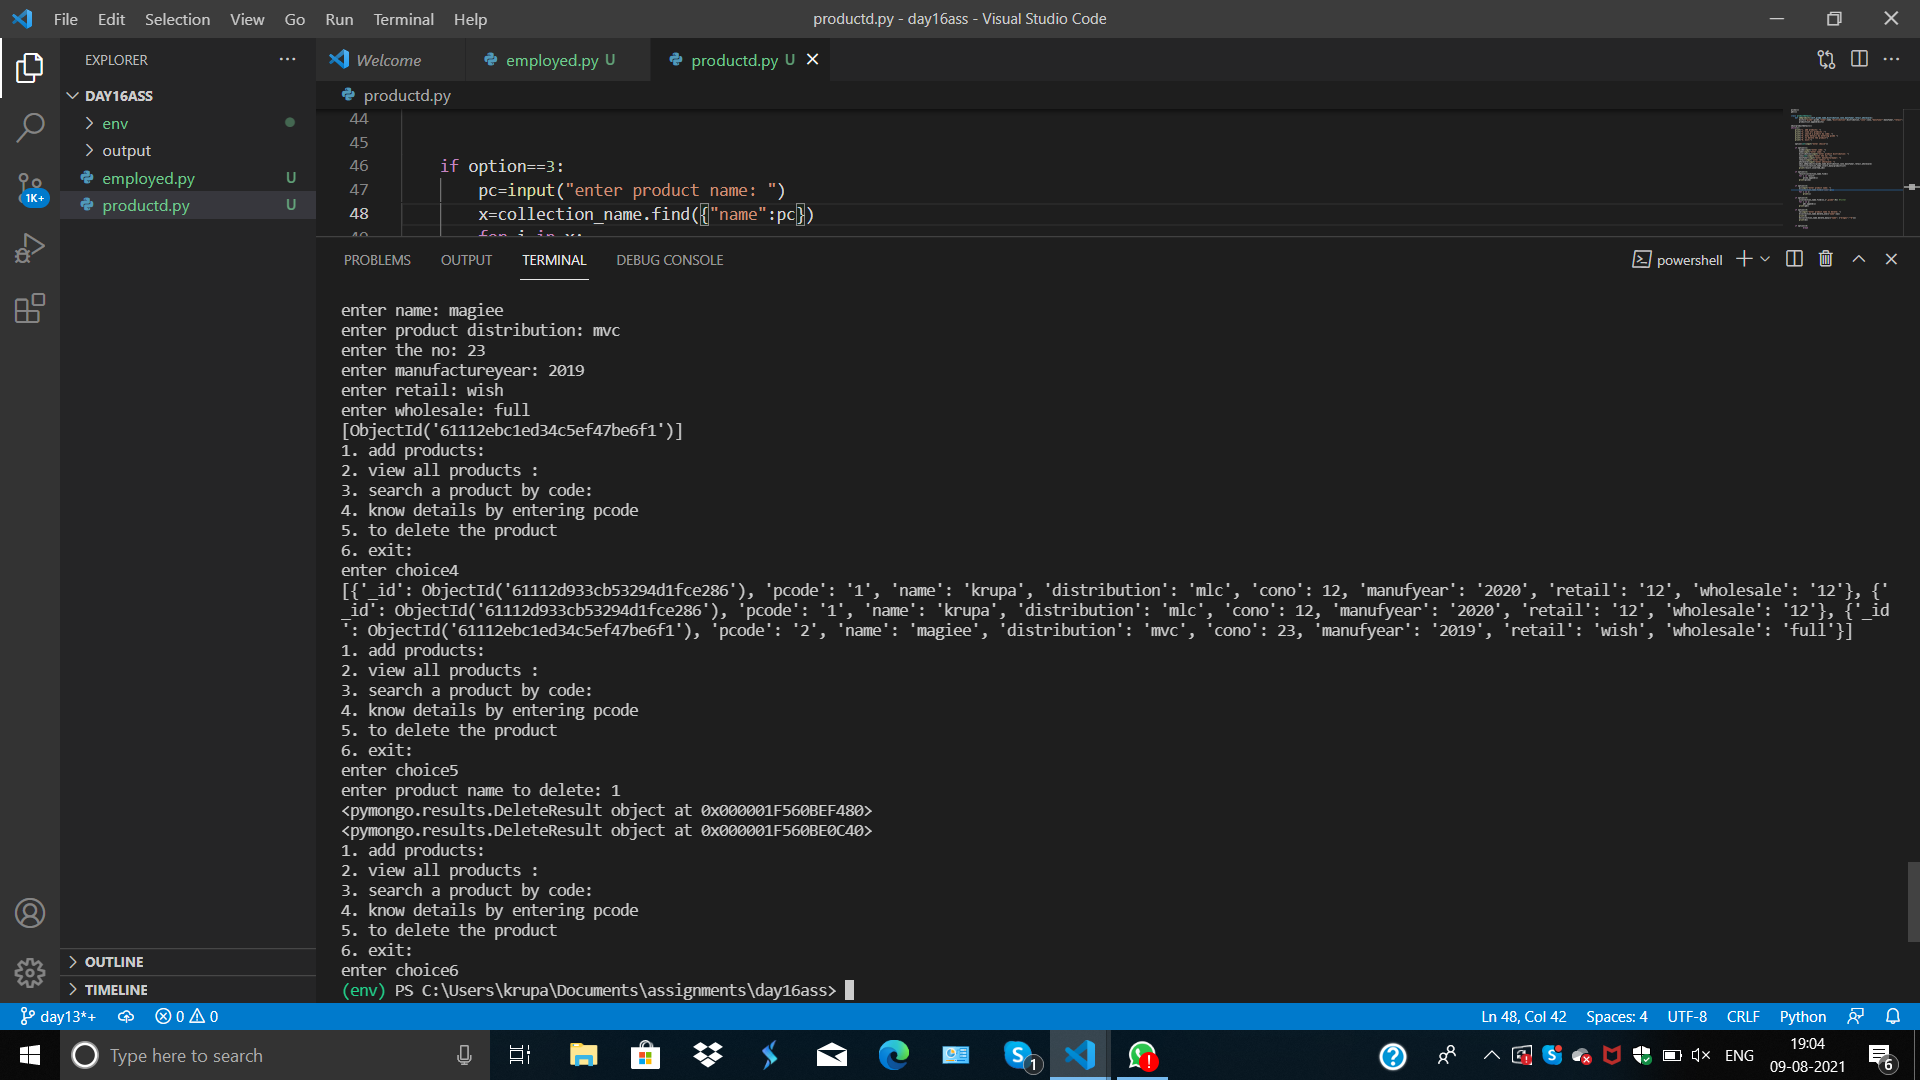 File Edit Selection View Go Run Terminal Help
productd.py - day16ass - Visual Studio Code
EXPLORER
Welcome
employed.py U
productd.py U
DAY16ASS
productd.py
env
output
employed.py U
productd.py U
1K+
44
45
46 if option==3:
47 pc=input("enter product name: ")
48 x=collection_name.find({"name":pc})
PROBLEMS OUTPUT TERMINAL DEBUG CONSOLE
powershell
enter name: magiee
enter product distribution: mvc
enter the no: 23
enter manufactureyear: 2019
enter retail: wish
enter wholesale: full
[ObjectId('61112ebc1ed34c5ef47be6f1')]
1. add products:
2. view all products :
3. search a product by code:
4. know details by entering pcode
5. to delete the product
6. exit:
enter choice4
[{'_id': ObjectId('61112d933cb53294d1fce286'), 'pcode': '1', 'name': 'krupa', 'distribution': 'mlc', 'cono': 12, 'manufyear': '2020', 'retail': '12', 'wholesale': '12'}, {'
_id': ObjectId('61112d933cb53294d1fce286'), 'pcode': '1', 'name': 'krupa', 'distribution': 'mlc', 'cono': 12, 'manufyear': '2020', 'retail': '12', 'wholesale': '12'}, {'_id
': ObjectId('61112ebc1ed34c5ef47be6f1'), 'pcode': '2', 'name': 'magiee', 'distribution': 'mvc', 'cono': 23, 'manufyear': '2019', 'retail': 'wish', 'wholesale': 'full'}]
1. add products:
2. view all products :
3. search a product by code:
4. know details by entering pcode
5. to delete the product
6. exit:
enter choice5
enter product name to delete: 1
<pymongo.results.DeleteResult object at 0x000001F560BEF480>
<pymongo.results.DeleteResult object at 0x000001F560BE0C40>
1. add products:
2. view all products :
3. search a product by code:
4. know details by entering pcode
5. to delete the product
6. exit:
enter choice6
(env) PS C:\Users\krupa\Documents\assignments\day16ass>
OUTLINE
TIMELINE
day13*+
0 0
Ln 48, Col 42 Spaces: 4 UTF-8 CRLF Python
Type here to search
1
ENG
19:04
09-08-2021
6